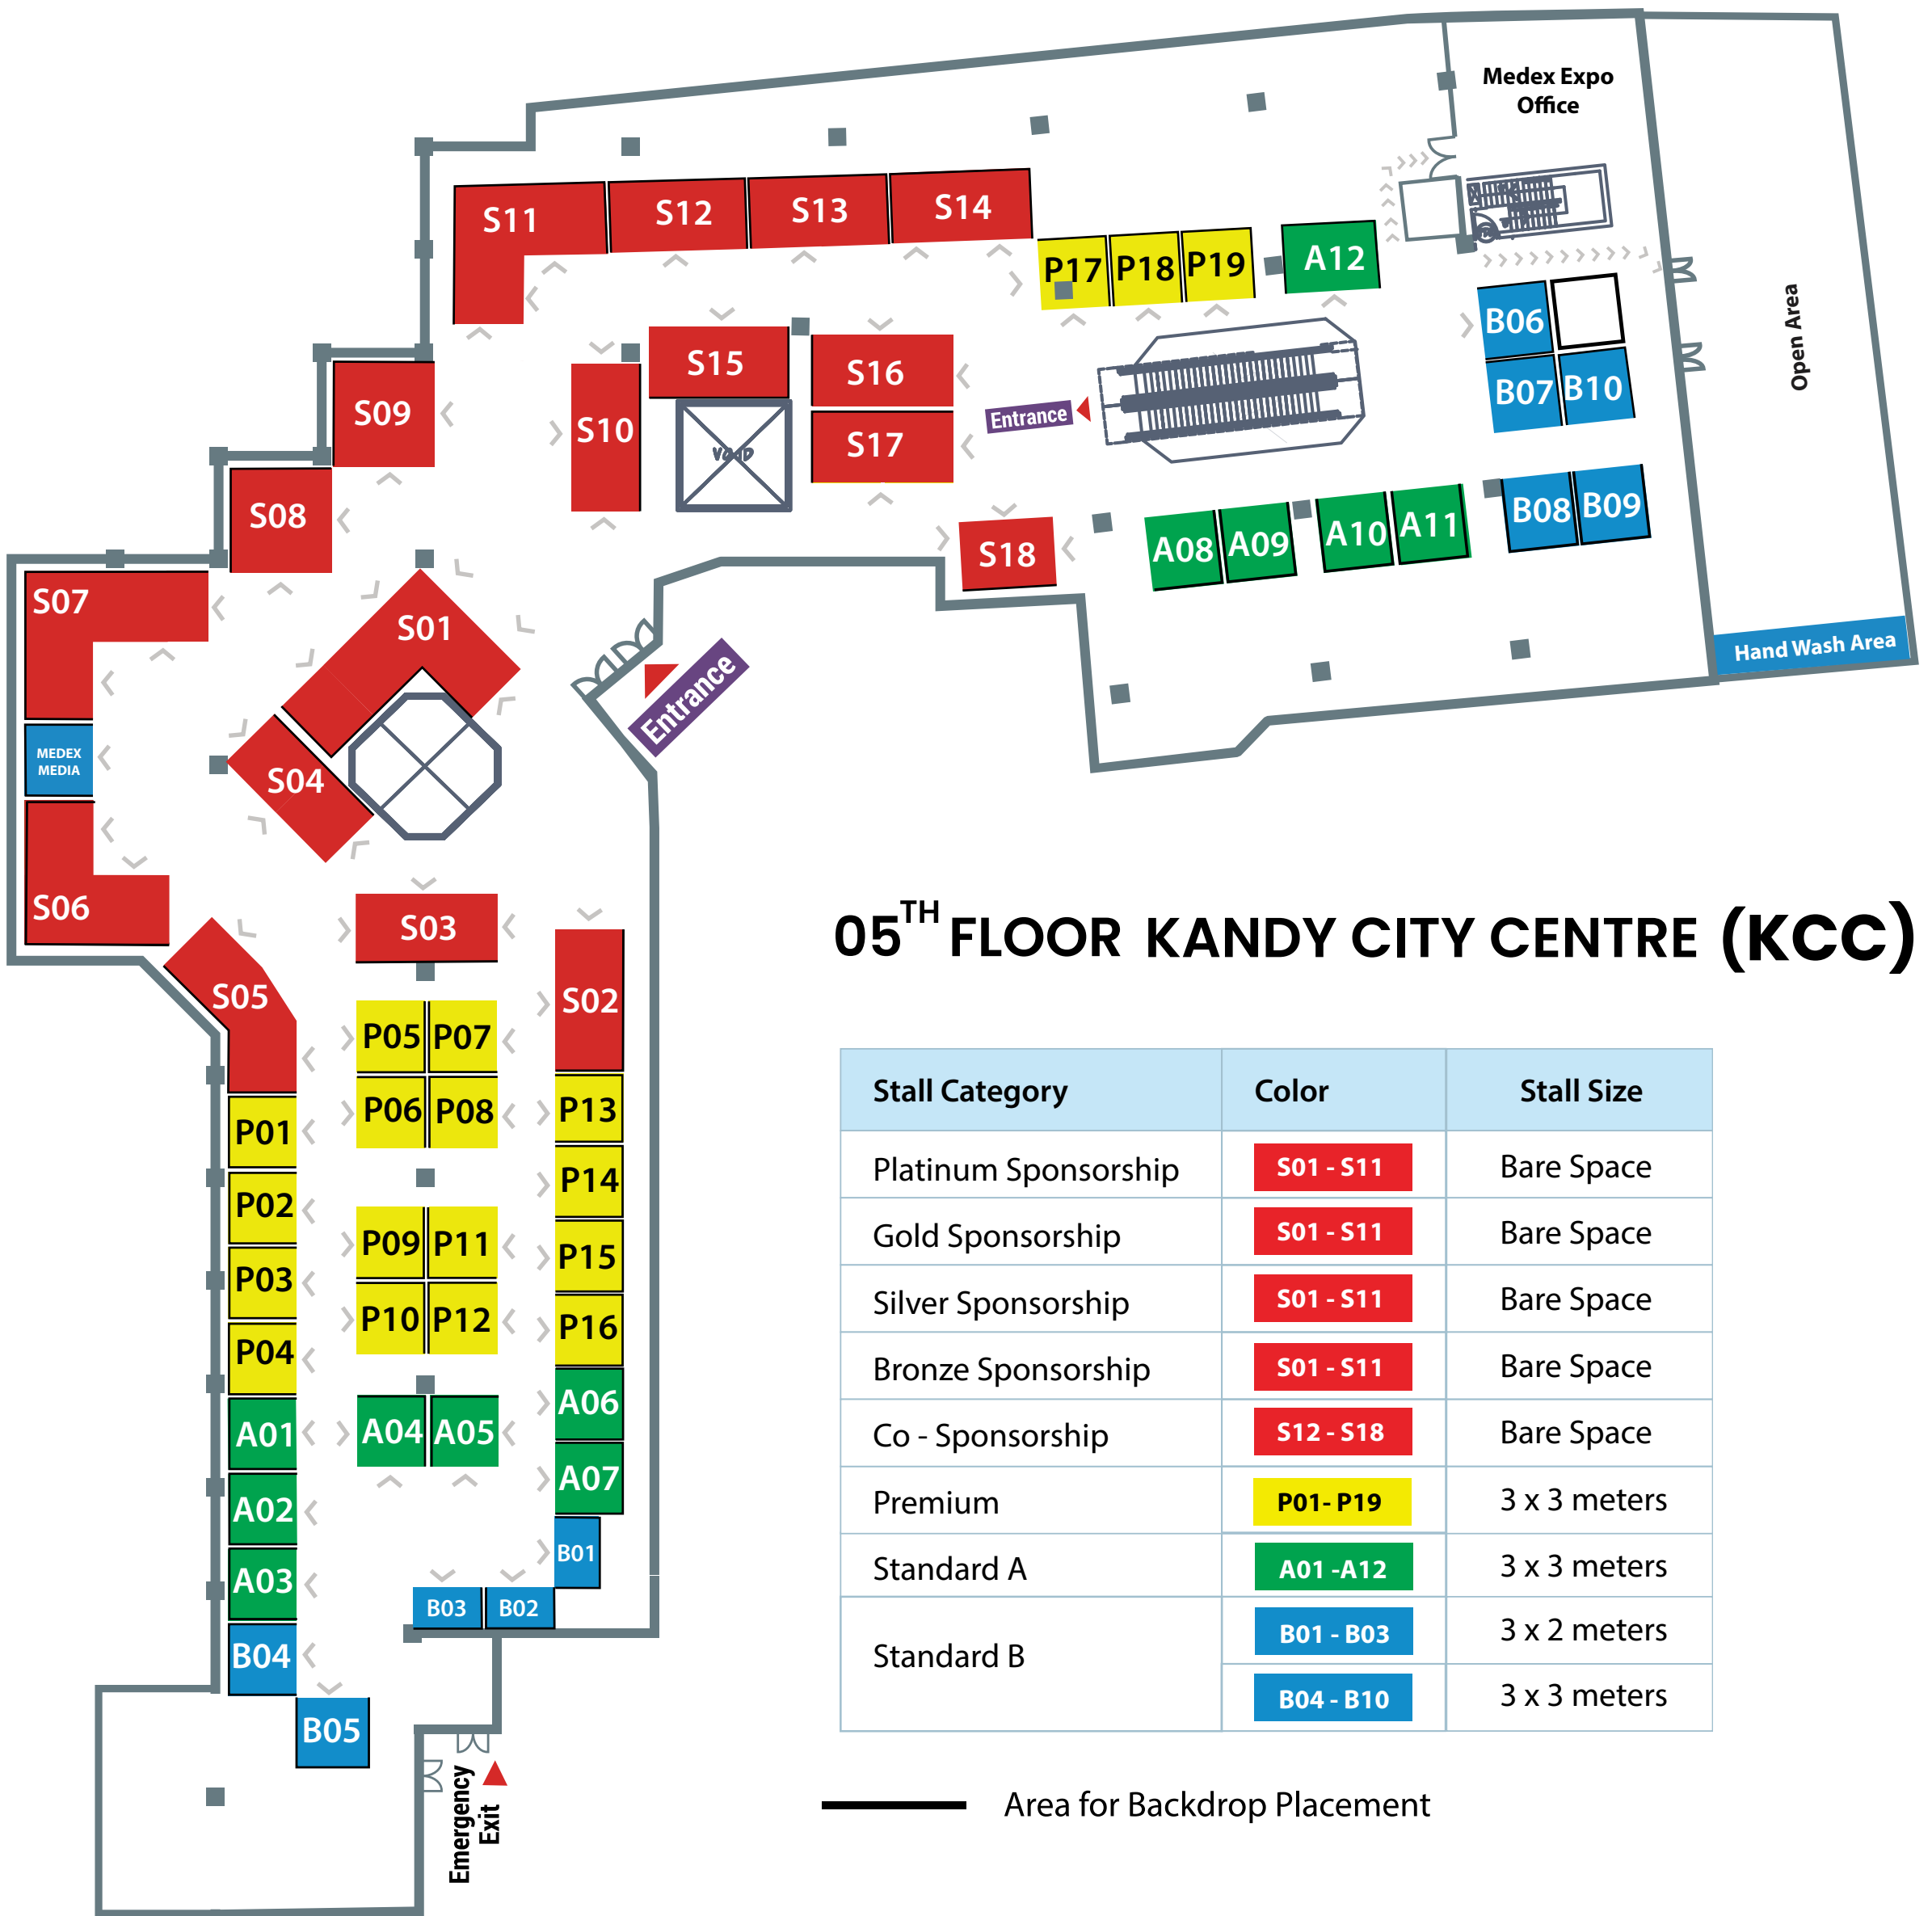 Medex Expo
Office
S11
S12
S13
S14
P17
P18
P19
A12
B06
B07
B10
Open Area
S09
S10
S15
VOID
S16
S17
Entrance
S08
S18
A08
A09
A10
A11
B08
B09
Hand Wash Area
S07
S01
Entrance
MEDEX
MEDIA
S04
S06
S03
S05
S02
P05
P07
P06
P08
P13
P01
P14
P02
P09
P11
P15
P03
P10
P12
P16
P04
A06
A01
A04
A05
A07
A02
A03
B01
B03
B02
B04
B05
Emergency
Exit
05TH FLOOR KANDY CITY CENTRE (KCC)
Stall Category Color Stall Size
Platinum Sponsorship S01 - S11 Bare Space
Gold Sponsorship S01 - S11 Bare Space
Silver Sponsorship S01 - S11 Bare Space
Bronze Sponsorship S01 - S11 Bare Space
Co - Sponsorship S12 - S18 Bare Space
Premium P01- P19 3 x 3 meters
Standard A A01 -A12 3 x 3 meters
Standard B B01 - B03 3 x 2 meters
B04 - B10 3 x 3 meters
Area for Backdrop Placement